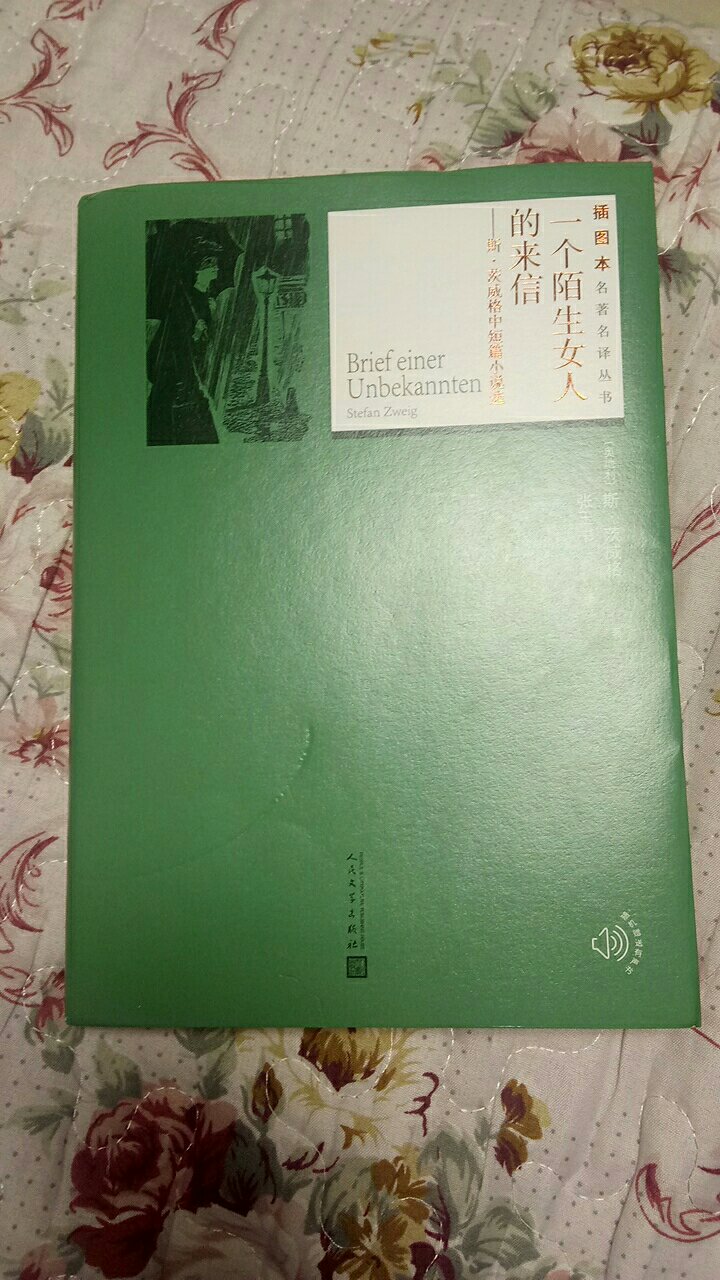 插图本名著名译丛书
一个陌生女人
的来信
——斯·茨威格中短篇小说选
Brief einer
Unbekannten
Stefan Zweig
人民文学出版社